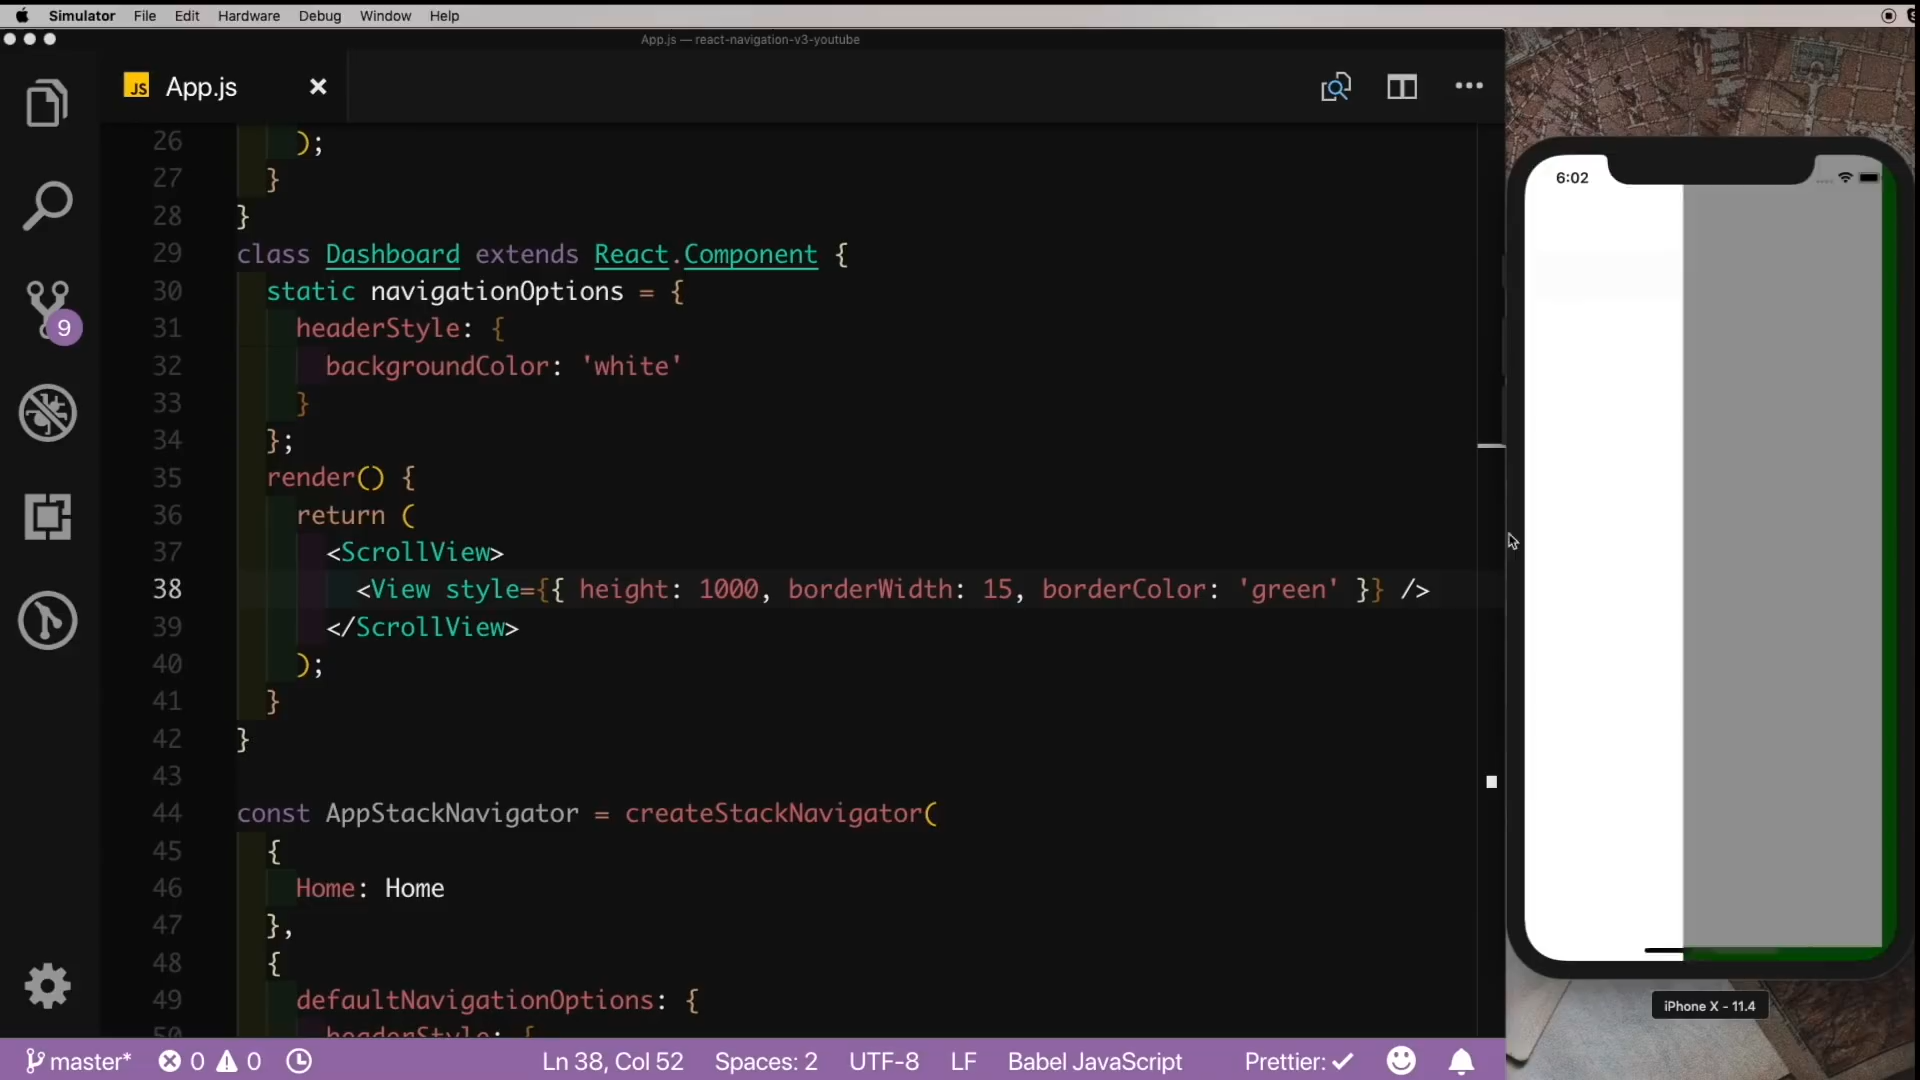 Simulator File Edit Hardware Debug Window Help
App.js — react-navigation-v3-youtube
JS App.js
26 );
27 }
28 }
29 class Dashboard extends React.Component {
30 static navigationOptions = {
31 headerStyle: {
32 backgroundColor: 'white'
33 }
34 };
35 render() {
36 return (
37 <ScrollView>
38 <View style={{ height: 1000, borderWidth: 15, borderColor: 'green' }} />
39 </ScrollView>
40 );
41 }
42 }
43
44 const AppStackNavigator = createStackNavigator(
45 {
46 Home: Home
47 },
48 {
49 defaultNavigationOptions: {
50 headerStyle: {
9
master* 0 0 Ln 38, Col 52 Spaces: 2 UTF-8 LF Babel JavaScript Prettier: ✓
6:02
iPhone X - 11.4